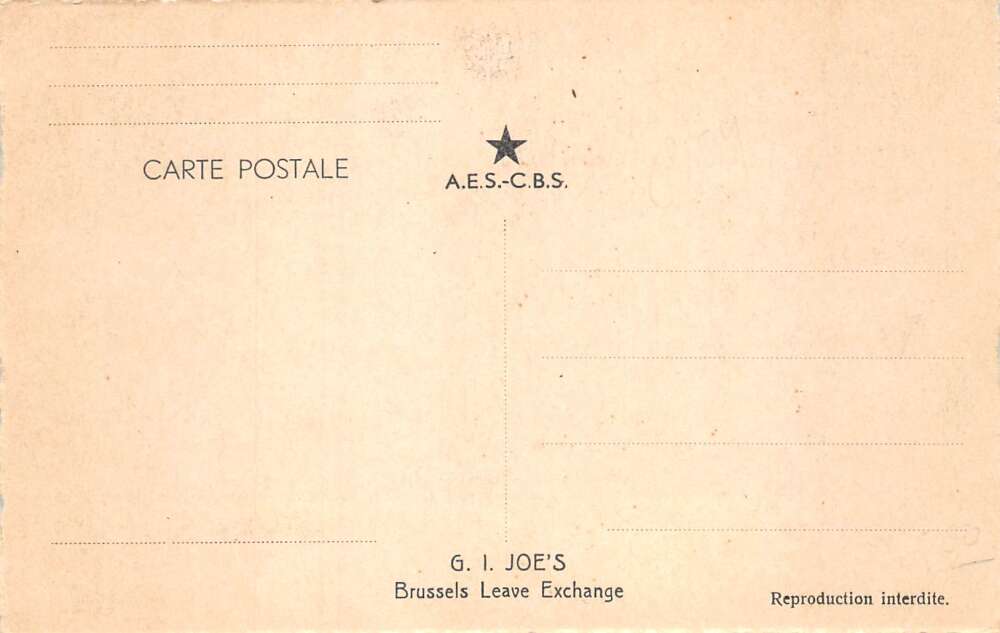 CARTE POSTALE
A.E.S.-C.B.S.
G. I. JOE'S
Brussels Leave Exchange
Reproduction interdite.